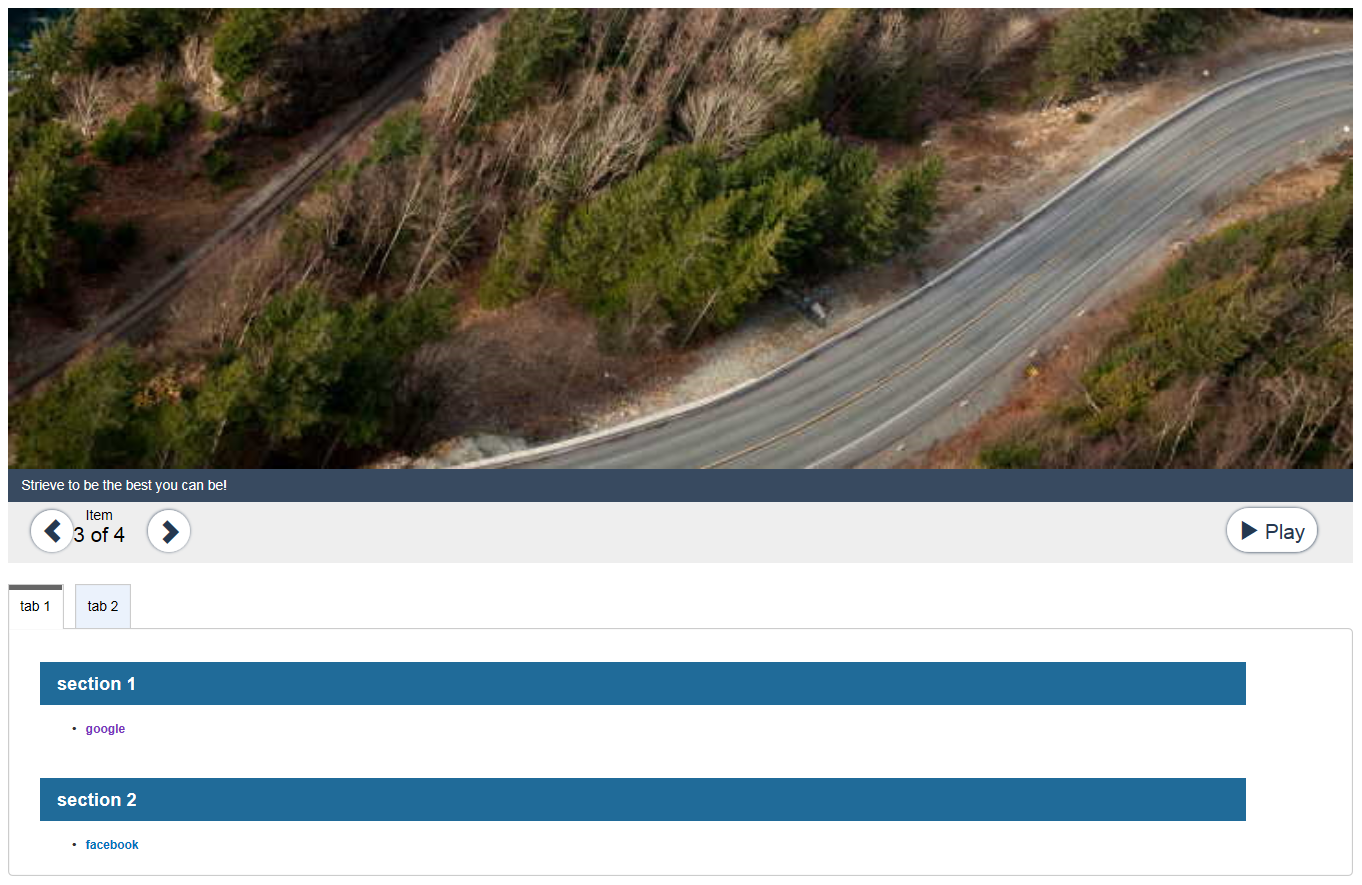 Strieve to be the best you can be!
Item
3 of 4
Play
tab 1
tab 2
section 1
• google
section 2
• facebook